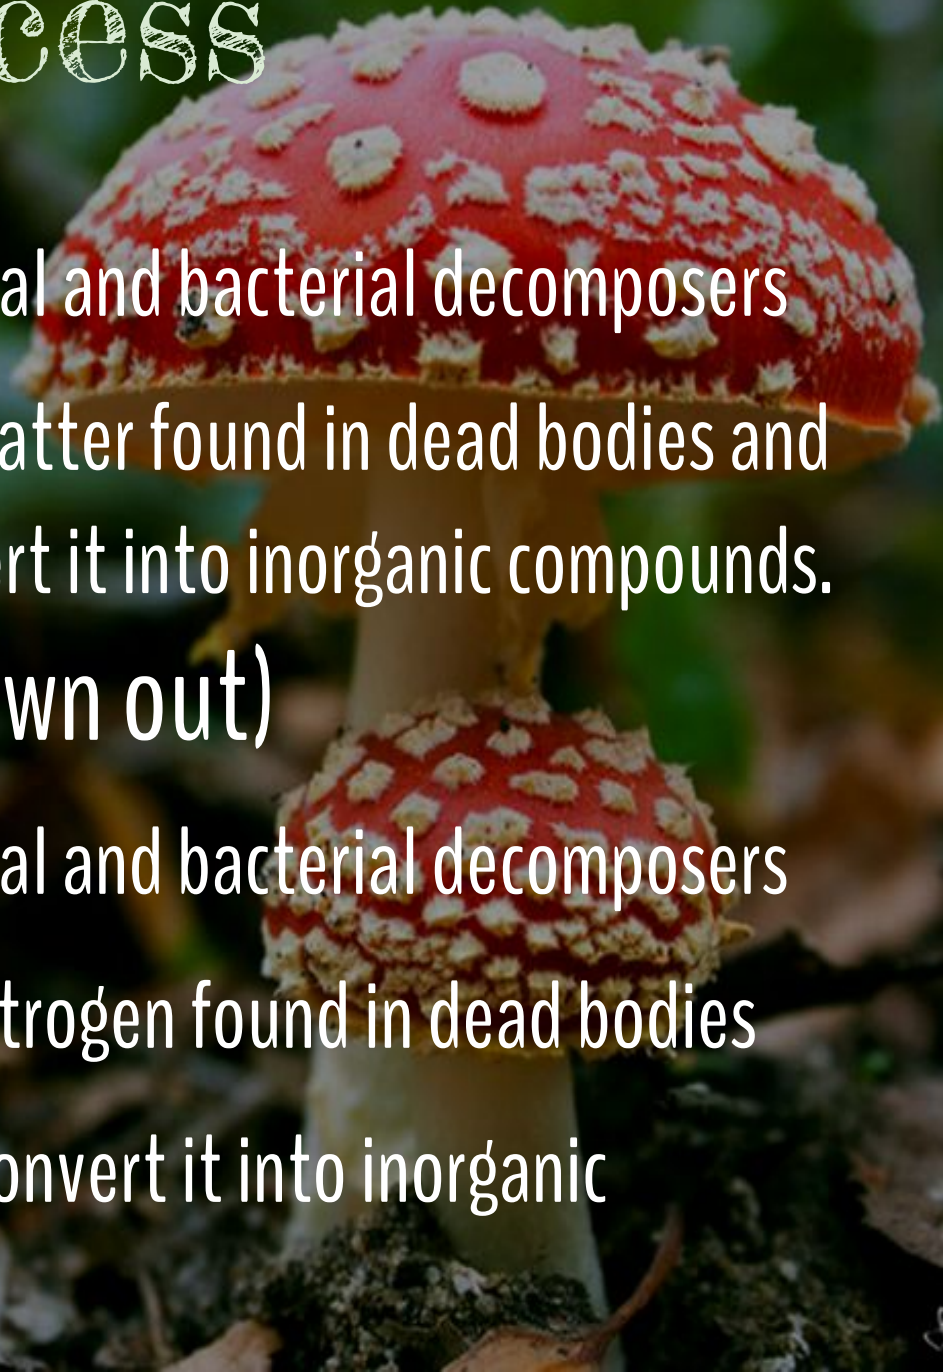 cess
al and bacterial decomposers
atter found in dead bodies and
rt it into inorganic compounds.
wn out)
al and bacterial decomposers
trogen found in dead bodies
onvert it into inorganic